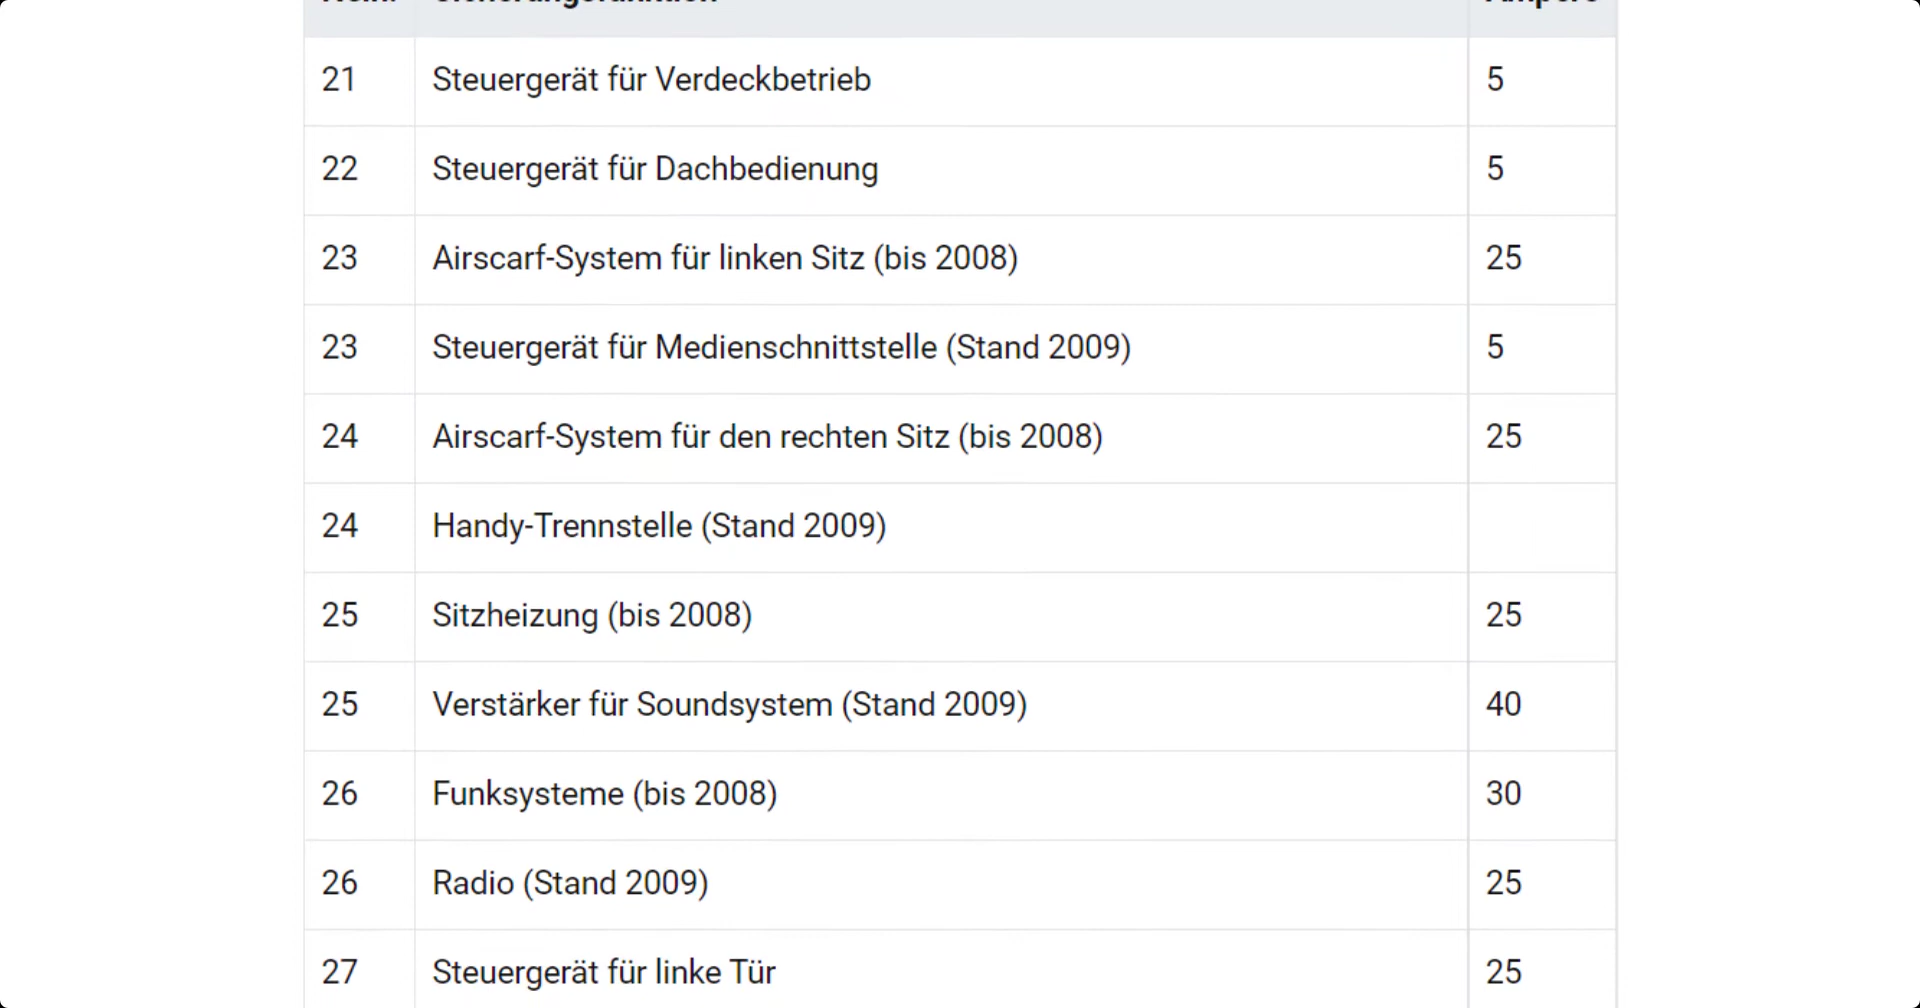 21 Steuergerät für Verdeckbetrieb 5
22 Steuergerät für Dachbedienung 5
23 Airscarf-System für linken Sitz (bis 2008) 25
23 Steuergerät für Medienschnittstelle (Stand 2009) 5
24 Airscarf-System für den rechten Sitz (bis 2008) 25
24 Handy-Trennstelle (Stand 2009)
25 Sitzheizung (bis 2008) 25
25 Verstärker für Soundsystem (Stand 2009) 40
26 Funksysteme (bis 2008) 30
26 Radio (Stand 2009) 25
27 Steuergerät für linke Tür 25